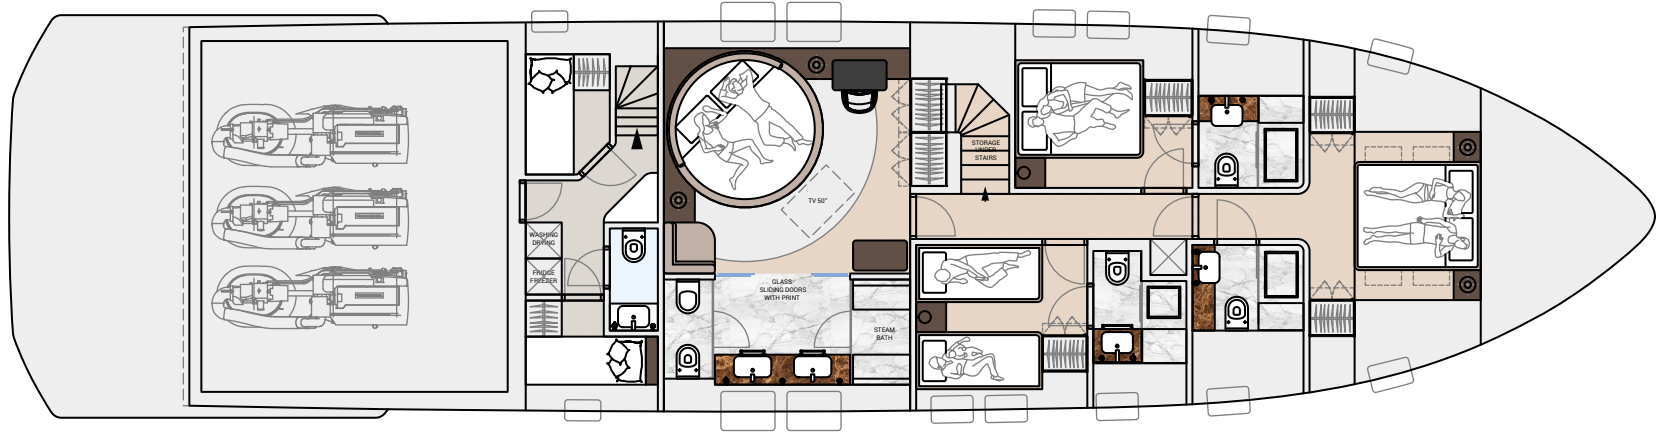 STORAGE
UNDER
STAIRS
TV 50"
WASHING
DRYING
FRIDGE
FREEZER
GLASS
SLIDING DOORS
WITH PRINT
STEAM
BATH